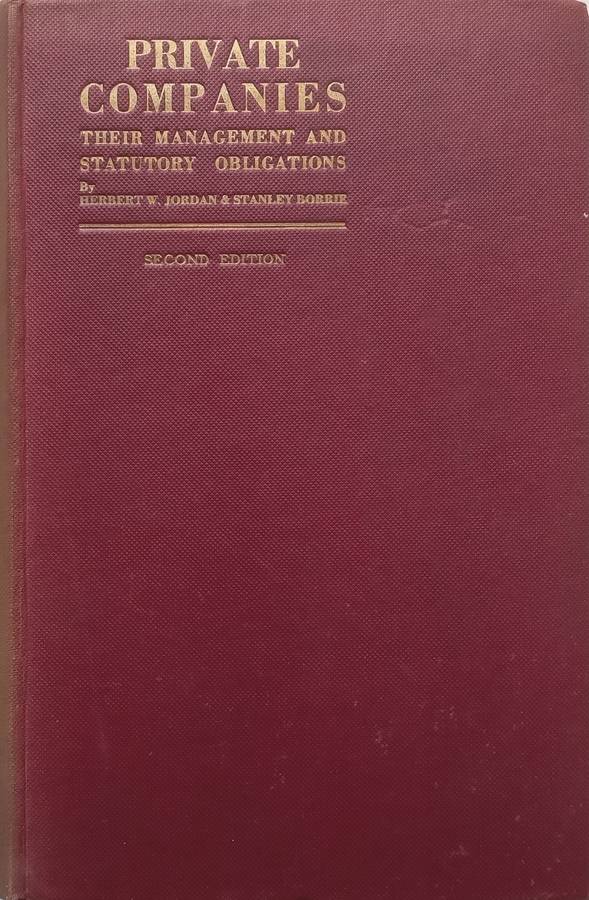 PRIVATE
COMPANIES
THEIR MANAGEMENT AND
STATUTORY OBLIGATIONS
By
HERBERT W. JORDAN & STANLEY BORRIE
SECOND EDITION